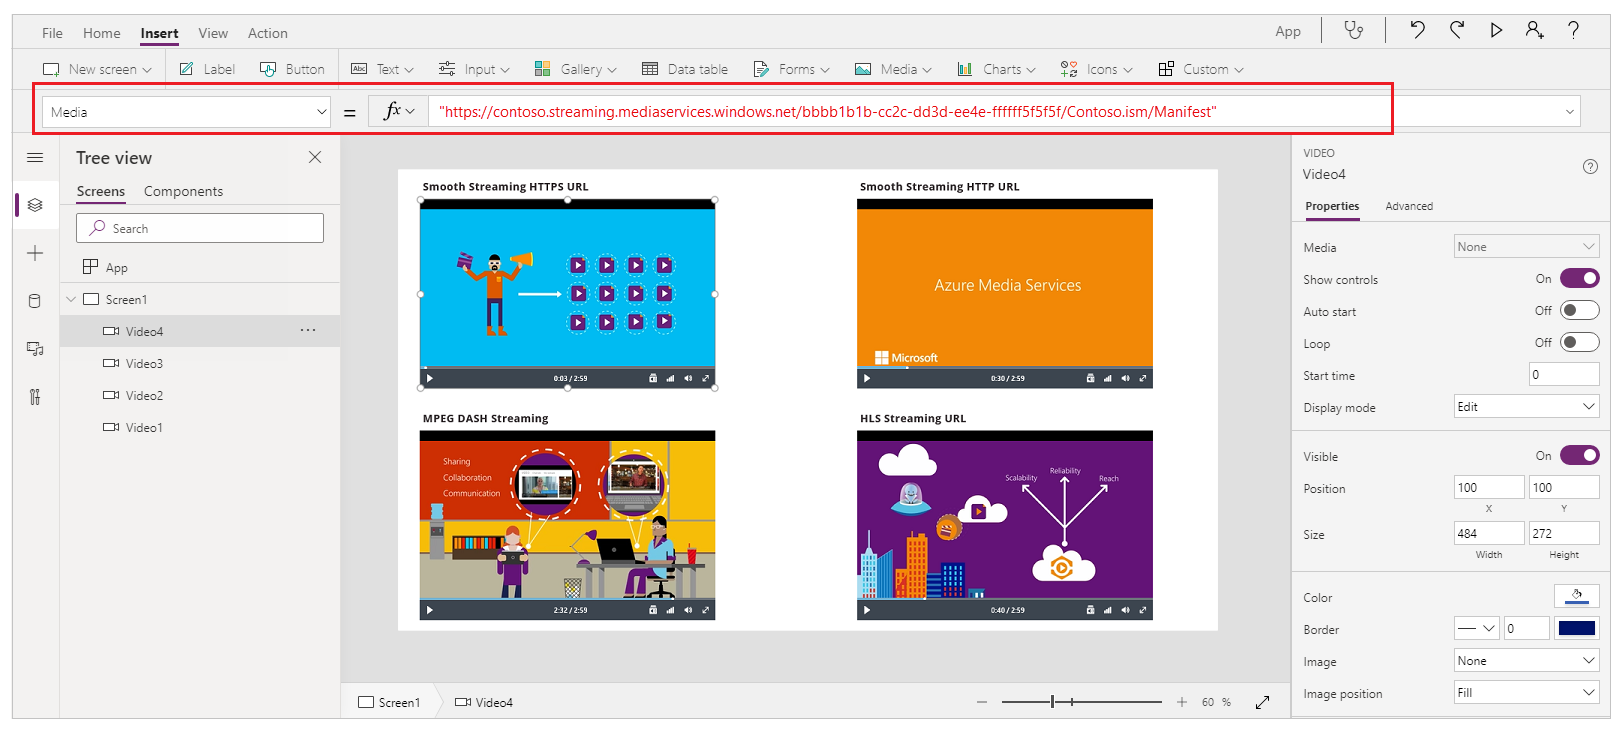 File Home Insert View Action App
New screen Label Button Text Input Gallery Data table Forms Media Charts Icons Custom
Media = fx "https://contoso.streaming.mediaservices.windows.net/bbbb1b1b-cc2c-dd3d-ee4e-ffffff5f5f5f/Contoso.ism/Manifest"
Tree view
Screens Components
Search
App
Screen1
Video4 ...
Video3
Video2
Video1
Smooth Streaming HTTPS URL
0:03 / 2:59
Smooth Streaming HTTP URL
Azure Media Services
Microsoft
0:30 / 2:59
MPEG DASH Streaming
Sharing
Collaboration
Communication
2:32 / 2:59
HLS Streaming URL
Scalability Reliability Reach
0:40 / 2:59
Screen1 Video4
60 %
VIDEO
Video4
Properties Advanced
Media None
Show controls On
Auto start Off
Loop Off
Start time 0
Display mode Edit
Visible On
Position 100 100
X Y
Size 484 272
Width Height
Color
Border 0
Image None
Image position Fill